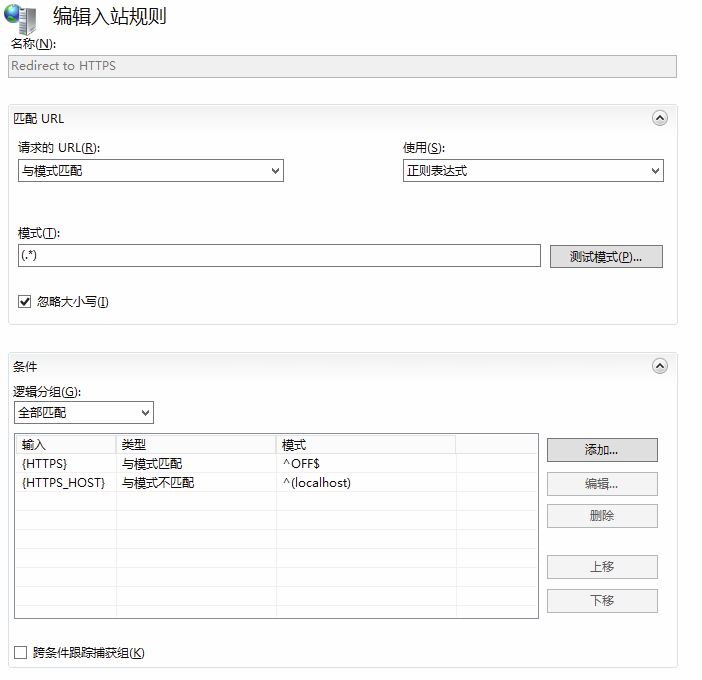 编辑入站规则
名称(N):
Redirect to HTTPS
匹配 URL
请求的 URL(R): 使用(S):
与模式匹配 正则表达式
模式(T):
(.*) 测试模式(P)...
忽略大小写(I)
条件
逻辑分组(G):
全部匹配
输入 类型 模式 添加...
{HTTPS} 与模式匹配 ^OFF$
{HTTPS_HOST} 与模式不匹配 ^(localhost) 编辑...
删除
上移
下移
跨条件跟踪捕获组(K)